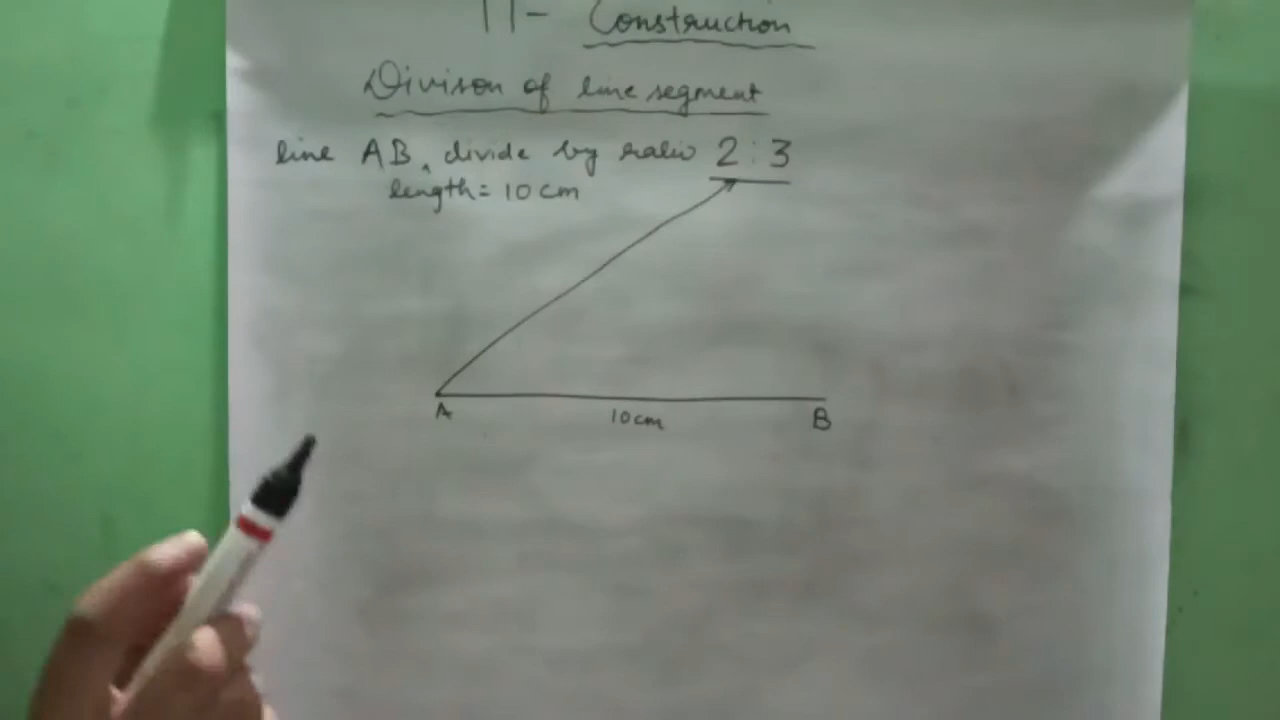 11- Construction
Divison of line segment
line AB, divide by ratio 2:3
length = 10 cm
A
10cm
B